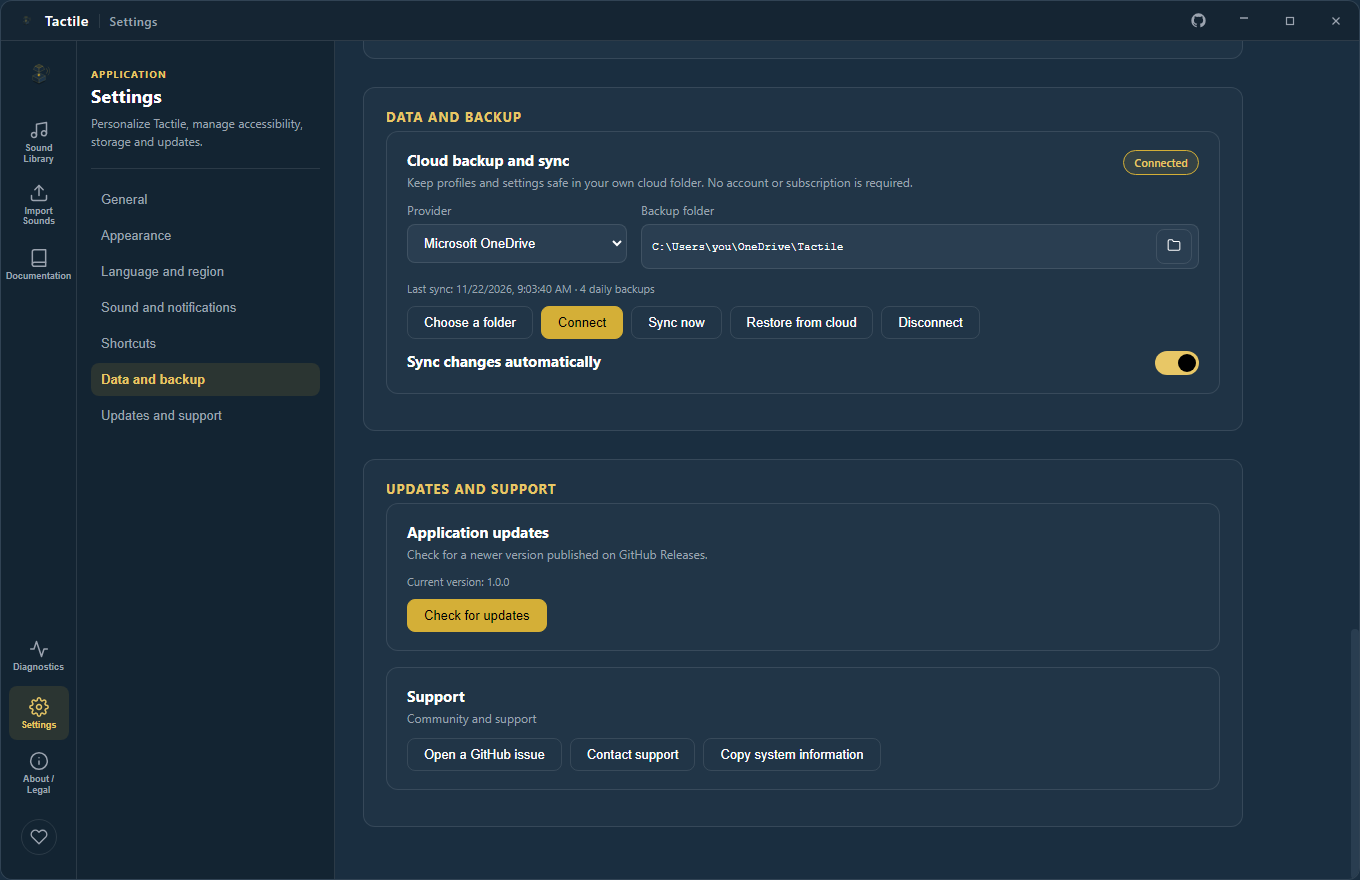 Tactile
Settings
Sound
Library
Import
Sounds
Documentation
Diagnostics
Settings
About /
Legal
APPLICATION
Settings
Personalize Tactile, manage accessibility,
storage and updates.
General
Appearance
Language and region
Sound and notifications
Shortcuts
Data and backup
Updates and support
DATA AND BACKUP
Cloud backup and sync
Connected
Keep profiles and settings safe in your own cloud folder. No account or subscription is required.
Provider
Backup folder
Microsoft OneDrive
C:\Users\you\OneDrive\Tactile
Last sync: 11/22/2026, 9:03:40 AM · 4 daily backups
Choose a folder
Connect
Sync now
Restore from cloud
Disconnect
Sync changes automatically
UPDATES AND SUPPORT
Application updates
Check for a newer version published on GitHub Releases.
Current version: 1.0.0
Check for updates
Support
Community and support
Open a GitHub issue
Contact support
Copy system information